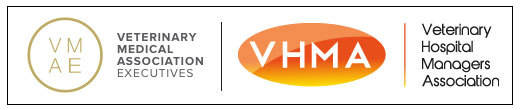 VM
AE
VETERINARY
MEDICAL
ASSOCIATION
EXECUTIVES
VHMA
Veterinary
Hospital
Managers
Association